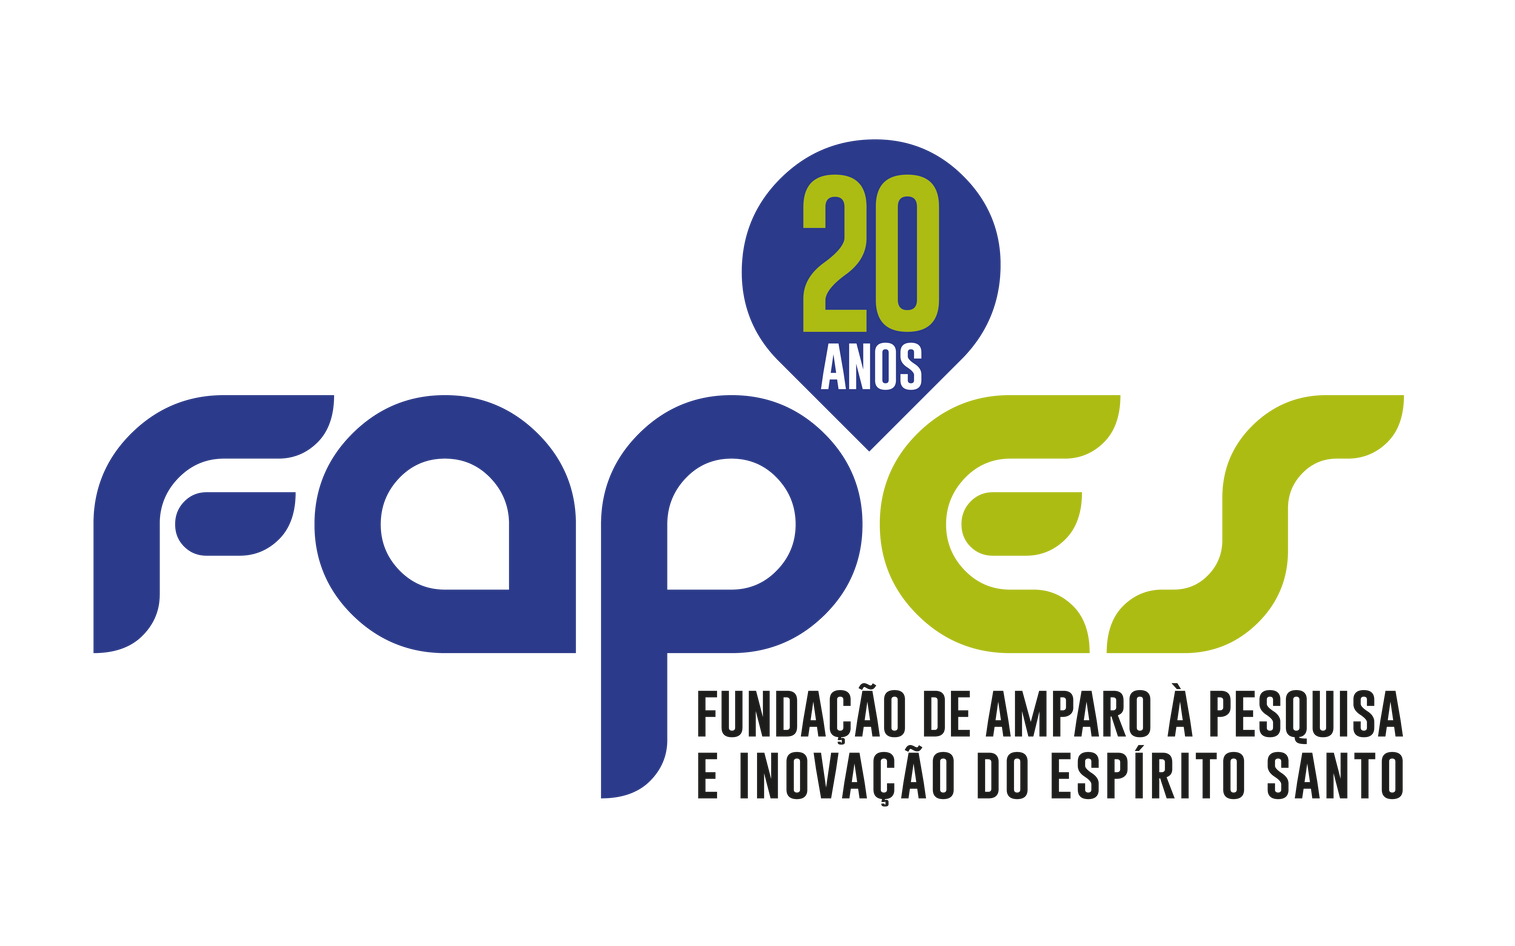 20
ANOS
FAPES
FUNDAÇÃO DE AMPARO À PESQUISA
E INOVAÇÃO DO ESPÍRITO SANTO